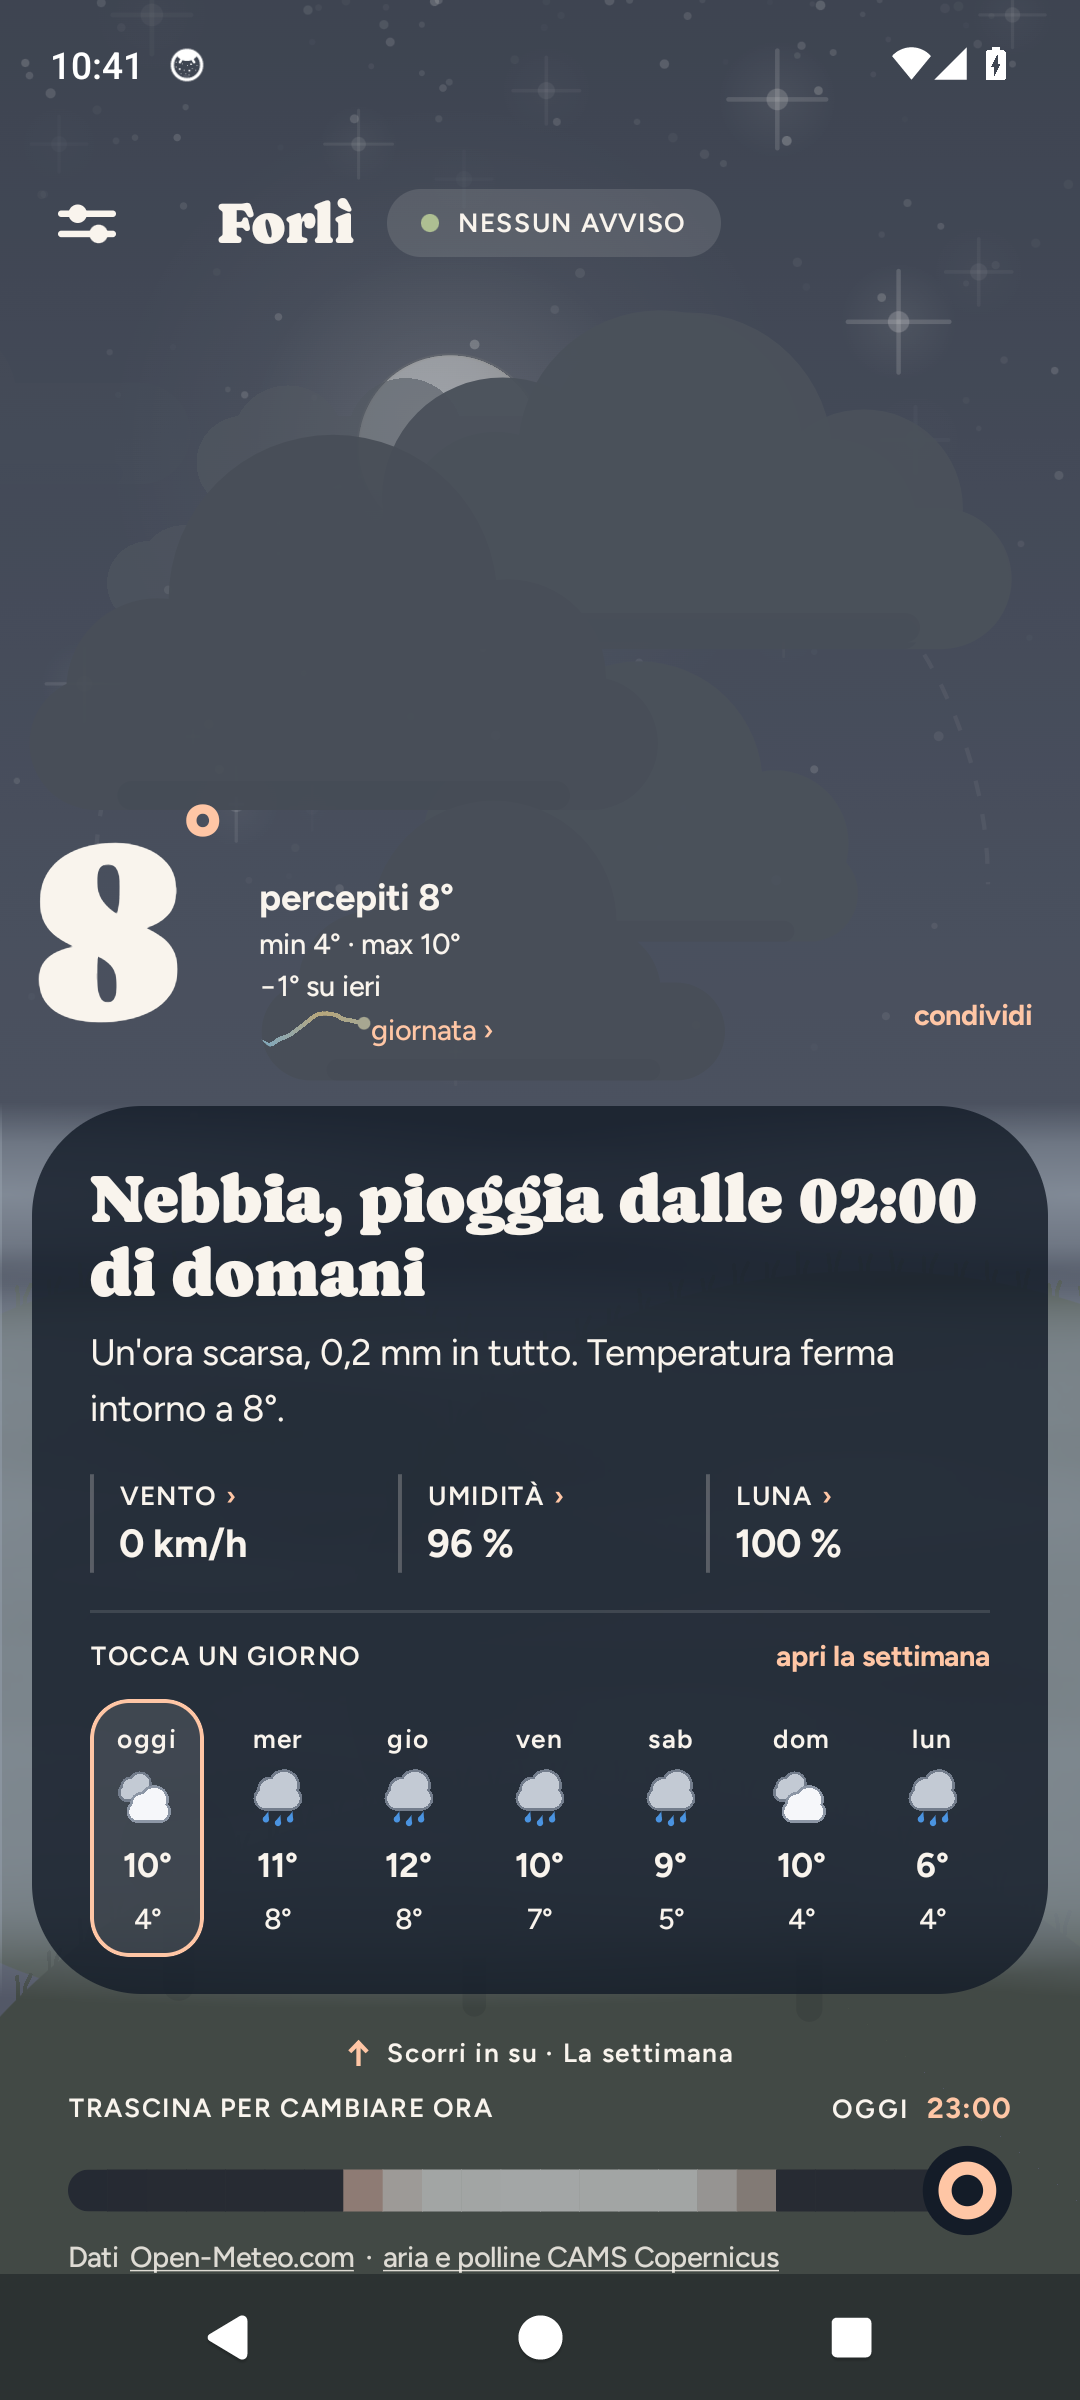 10:41
Forlì
NESSUN AVVISO
8°
percepiti 8°
min 4° · max 10°
−1° su ieri
giornata ›
condividi
Nebbia, pioggia dalle 02:00
di domani
Un'ora scarsa, 0,2 mm in tutto. Temperatura ferma
intorno a 8°.
VENTO › UMIDITÀ › LUNA ›
0 km/h 96 % 100 %
TOCCA UN GIORNO apri la settimana
oggi mer gio ven sab dom lun
10° 11° 12° 10° 9° 10° 6°
4° 8° 8° 7° 5° 4° 4°
↑ Scorri in su · La settimana
TRASCINA PER CAMBIARE ORA OGGI 23:00
Dati Open-Meteo.com · aria e polline CAMS Copernicus